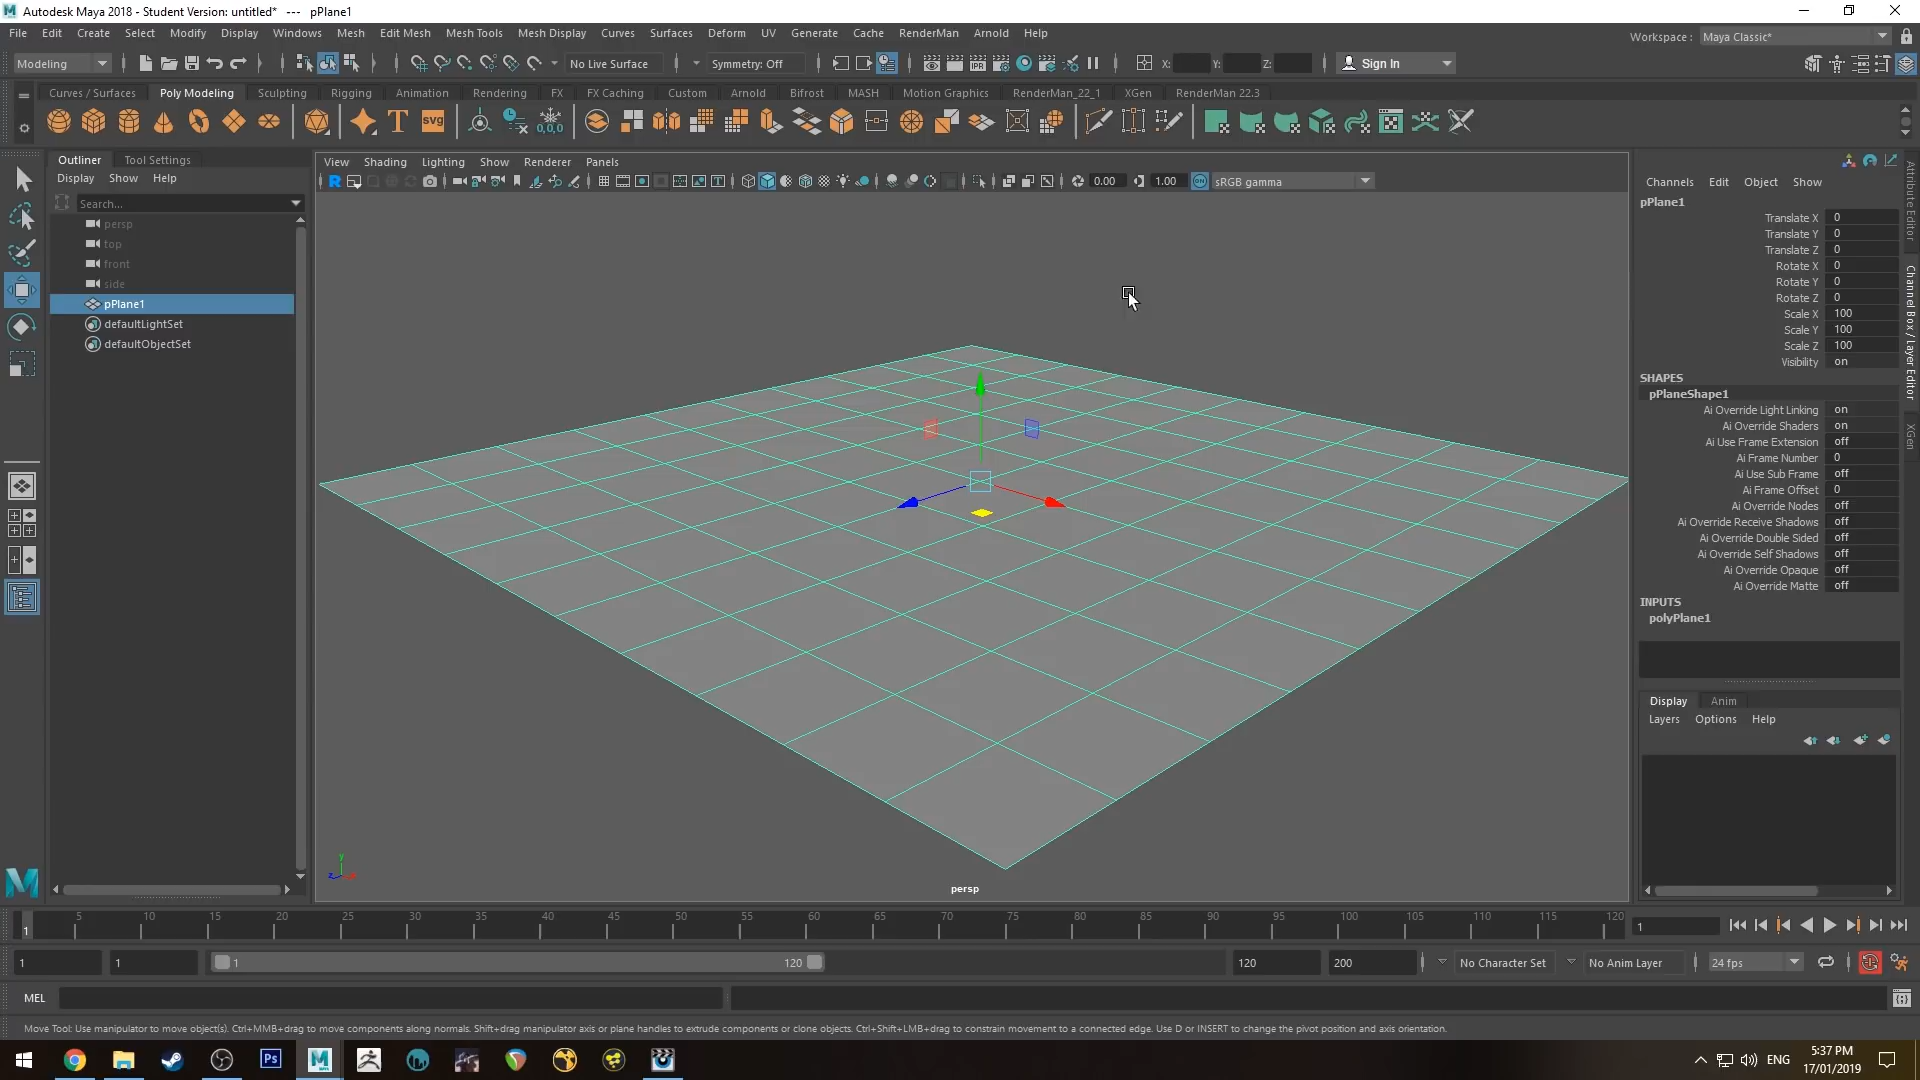 Autodesk Maya 2018 - Student Version: untitled*   ---   pPlane1
File Edit Create Select Modify Display Windows Mesh Edit Mesh Mesh Tools Mesh Display Curves Surfaces Deform UV Generate Cache RenderMan Arnold Help
Workspace : Maya Classic*
Modeling No Live Surface Symmetry: Off X: Y: Z: Sign In
Curves / Surfaces Poly Modeling Sculpting Rigging Animation Rendering FX FX Caching Custom Arnold Bifrost MASH Motion Graphics RenderMan_22_1 XGen RenderMan 22.3
T svg 0,0,0
Outliner Tool Settings
Display Show Help
Search...
persp
top
front
side
pPlane1
defaultLightSet
defaultObjectSet
View Shading Lighting Show Renderer Panels
R 0.00 1.00 ON sRGB gamma
y
z
persp
Channels Edit Object Show
pPlane1
Translate X 0
Translate Y 0
Translate Z 0
Rotate X 0
Rotate Y 0
Rotate Z 0
Scale X 100
Scale Y 100
Scale Z 100
Visibility on
SHAPES
pPlaneShape1
Ai Override Light Linking on
Ai Override Shaders on
Ai Use Frame Extension off
Ai Frame Number 0
Ai Use Sub Frame off
Ai Frame Offset 0
Ai Override Nodes off
Ai Override Receive Shadows off
Ai Override Double Sided off
Ai Override Self Shadows off
Ai Override Opaque off
Ai Override Matte off
INPUTS
polyPlane1
Display Anim
Layers Options Help
Attribute Editor
Channel Box / Layer Editor
XGen
5 10 15 20 25 30 35 40 45 50 55 60 65 70 75 80 85 90 95 100 105 110 115 120
1 1
1 1 1 120 120 200 No Character Set No Anim Layer 24 fps
MEL
Move Tool: Use manipulator to move object(s). Ctrl+MMB+drag to move components along normals. Shift+drag manipulator axis or plane handles to extrude components or clone objects. Ctrl+Shift+LMB+drag to constrain movement to a connected edge. Use D or INSERT to change the pivot position and axis orientation.
Ps M ENG
5:37 PM
17/01/2019